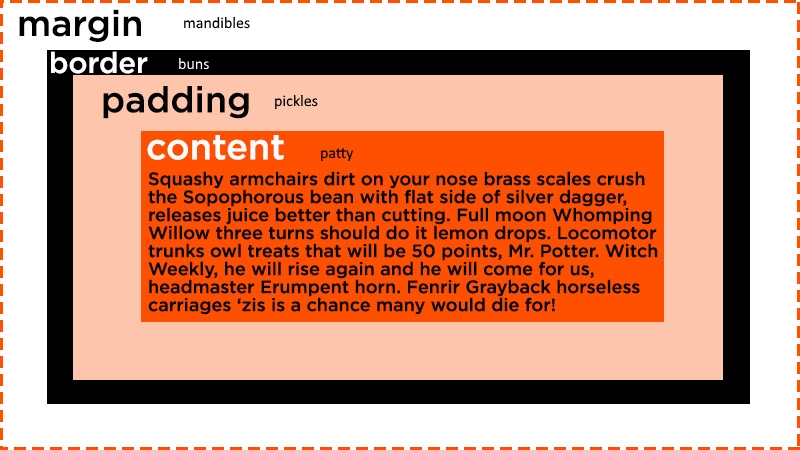 margin mandibles
border buns
padding pickles
content patty
Squashy armchairs dirt on your nose brass scales crush
the Sopophorous bean with flat side of silver dagger,
releases juice better than cutting. Full moon Whomping
Willow three turns should do it lemon drops. Locomotor
trunks owl treats that will be 50 points, Mr. Potter. Witch
Weekly, he will rise again and he will come for us,
headmaster Erumpent horn. Fenrir Grayback horseless
carriages ‘zis is a chance many would die for!